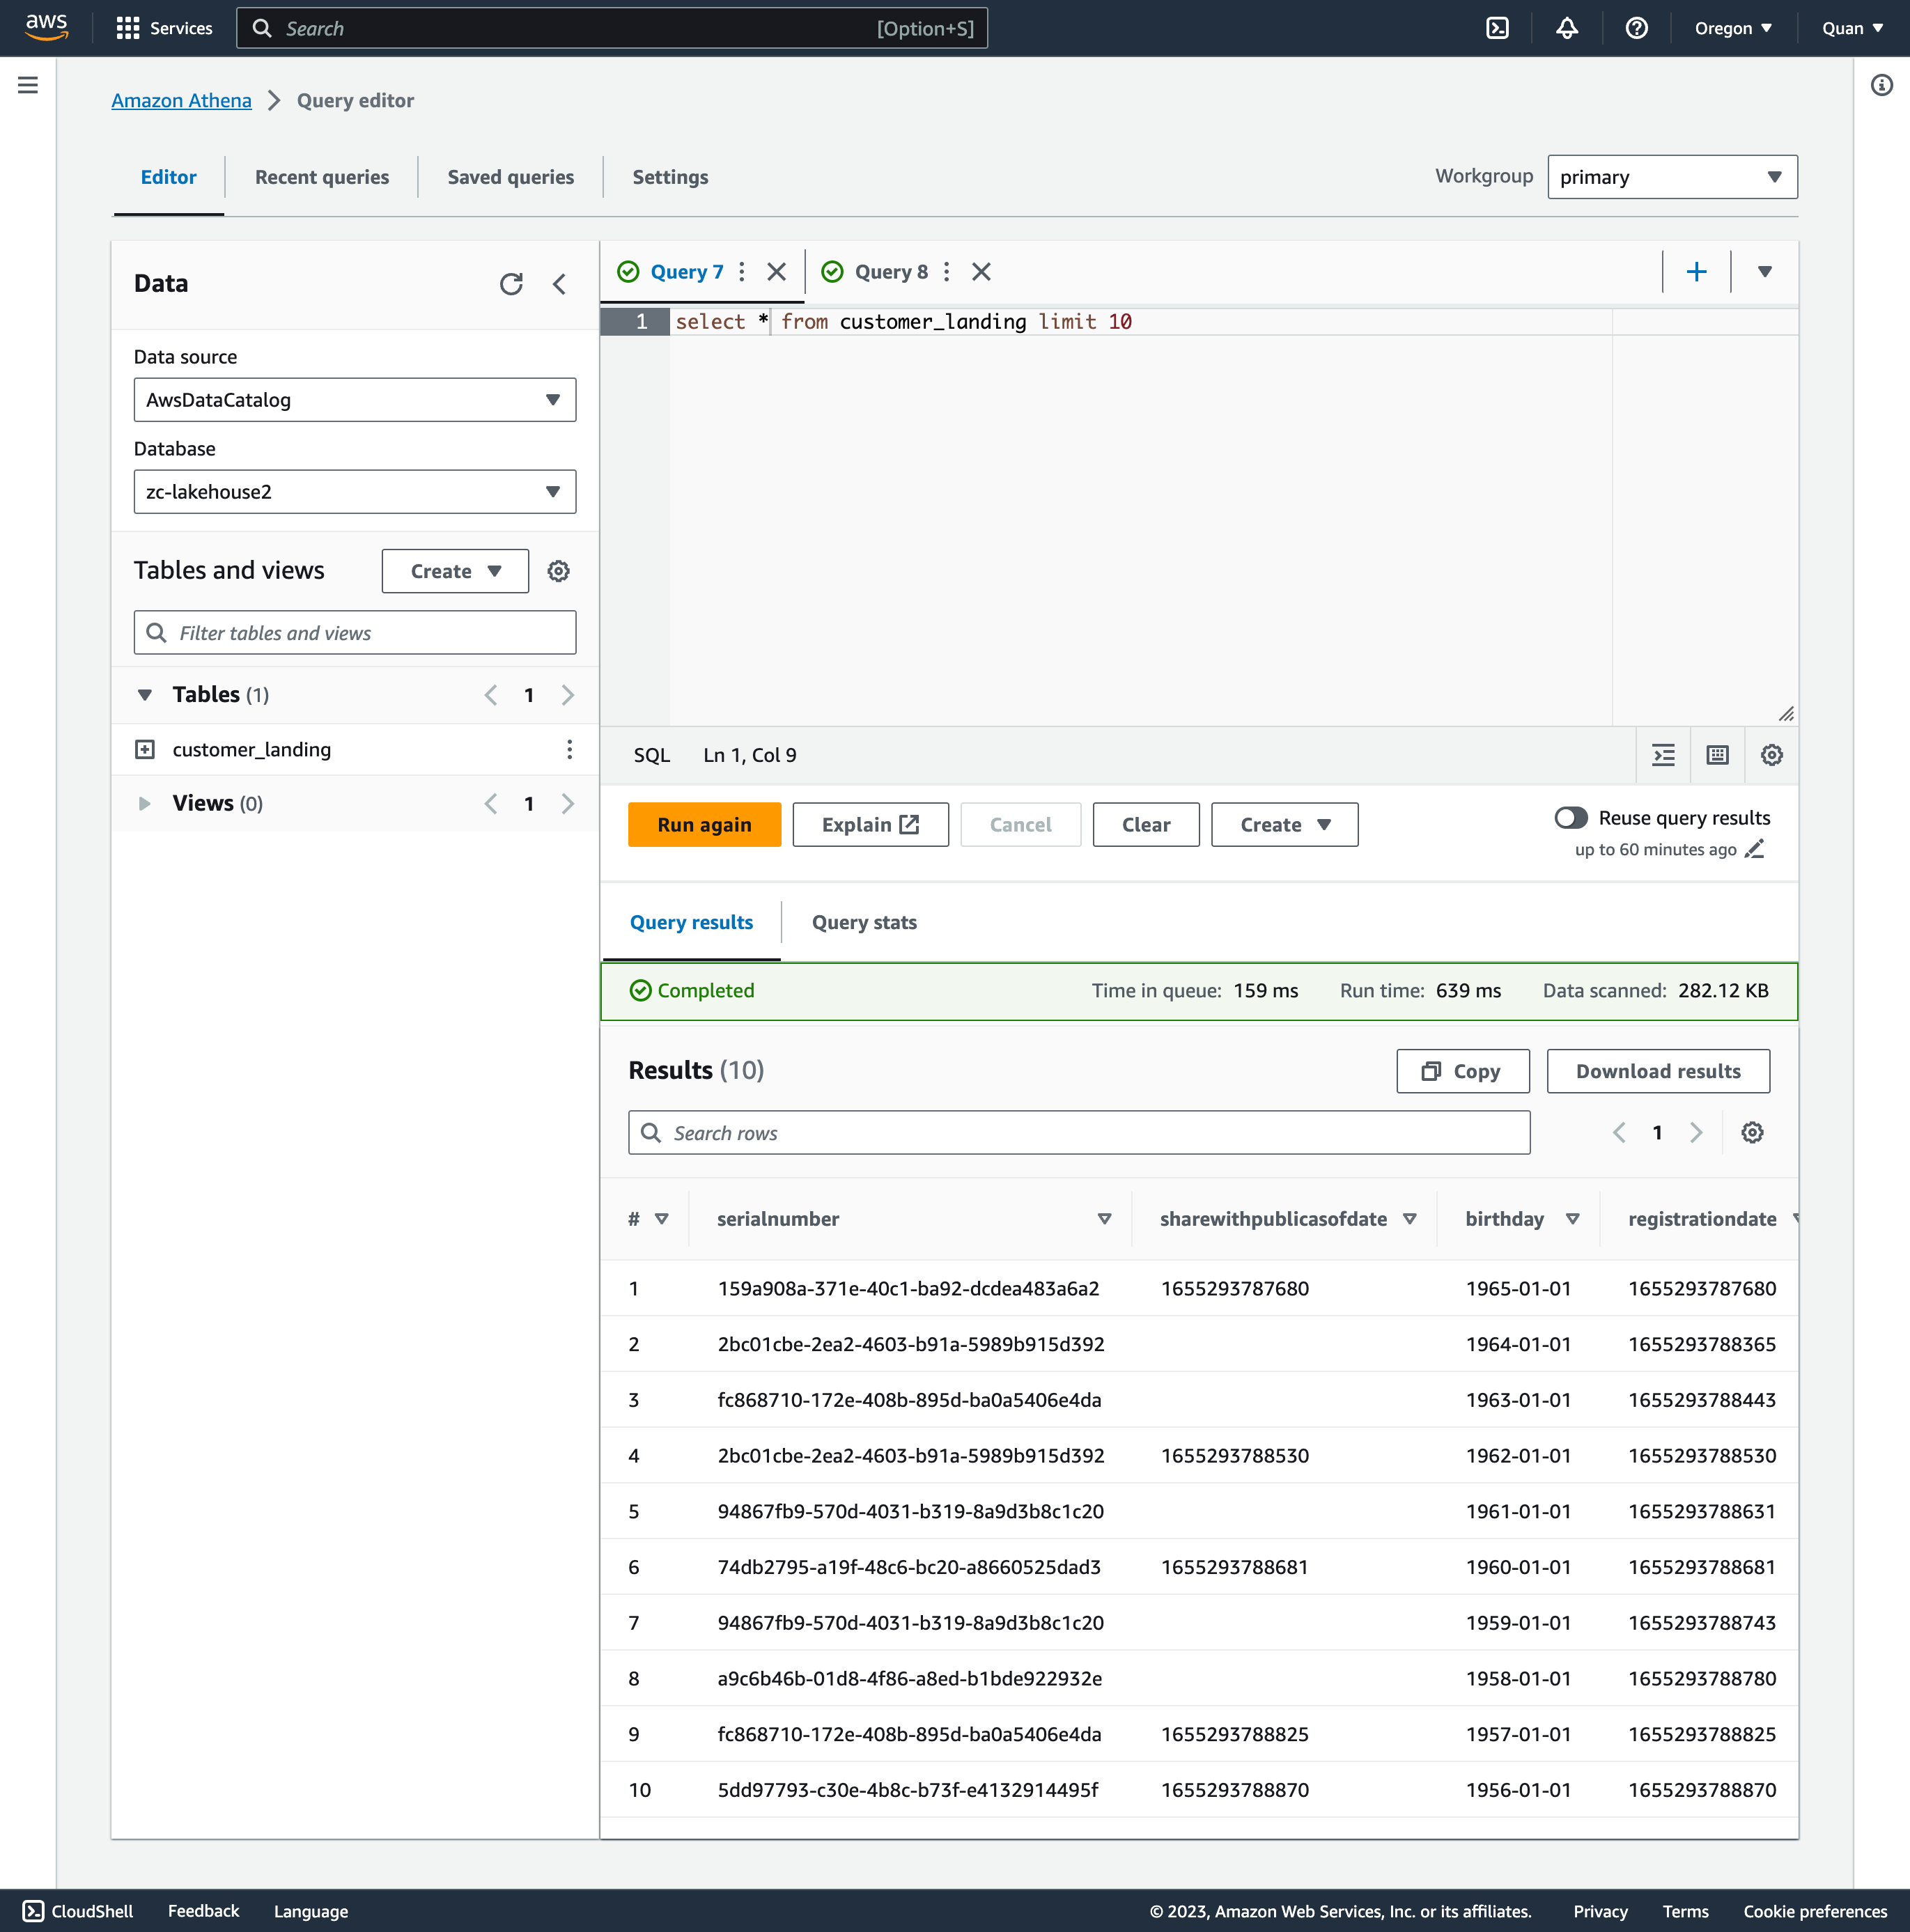 aws Services Search [Option+S] Oregon Quan
Amazon Athena Query editor
Editor Recent queries Saved queries Settings Workgroup primary
Data
Data source
AwsDataCatalog
Database
zc-lakehouse2
Tables and views Create
Filter tables and views
Tables (1) 1
customer_landing
Views (0) 1
Query 7 Query 8
1 select * from customer_landing limit 10
SQL Ln 1, Col 9
Run again Explain Cancel Clear Create Reuse query results
up to 60 minutes ago
Query results Query stats
Completed Time in queue: 159 ms Run time: 639 ms Data scanned: 282.12 KB
Results (10) Copy Download results
Search rows 1
# serialnumber sharewithpublicasofdate birthday registrationdate
1 159a908a-371e-40c1-ba92-dcdea483a6a2 1655293787680 1965-01-01 1655293787680
2 2bc01cbe-2ea2-4603-b91a-5989b915d392 1964-01-01 1655293788365
3 fc868710-172e-408b-895d-ba0a5406e4da 1963-01-01 1655293788443
4 2bc01cbe-2ea2-4603-b91a-5989b915d392 1655293788530 1962-01-01 1655293788530
5 94867fb9-570d-4031-b319-8a9d3b8c1c20 1961-01-01 1655293788631
6 74db2795-a19f-48c6-bc20-a8660525dad3 1655293788681 1960-01-01 1655293788681
7 94867fb9-570d-4031-b319-8a9d3b8c1c20 1959-01-01 1655293788743
8 a9c6b46b-01d8-4f86-a8ed-b1bde922932e 1958-01-01 1655293788780
9 fc868710-172e-408b-895d-ba0a5406e4da 1655293788825 1957-01-01 1655293788825
10 5dd97793-c30e-4b8c-b73f-e4132914495f 1655293788870 1956-01-01 1655293788870
CloudShell Feedback Language © 2023, Amazon Web Services, Inc. or its affiliates. Privacy Terms Cookie preferences